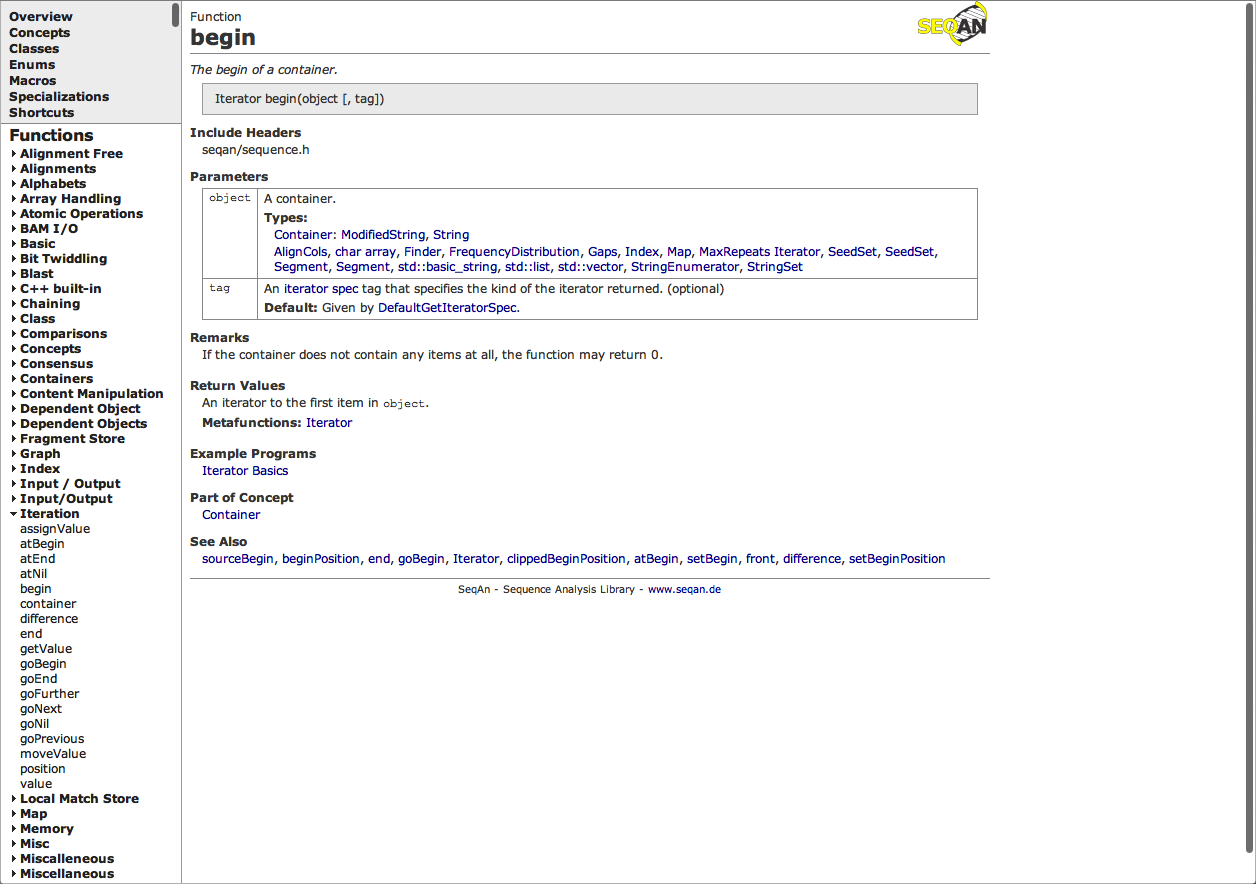 Overview
Concepts
Classes
Enums
Macros
Specializations
Shortcuts
Functions
Alignment Free
Alignments
Alphabets
Array Handling
Atomic Operations
BAM I/O
Basic
Bit Twiddling
Blast
C++ built-in
Chaining
Class
Comparisons
Concepts
Consensus
Containers
Content Manipulation
Dependent Object
Dependent Objects
Fragment Store
Graph
Index
Input / Output
Input/Output
Iteration
assignValue
atBegin
atEnd
atNil
begin
container
difference
end
getValue
goBegin
goEnd
goFurther
goNext
goNil
goPrevious
moveValue
position
value
Local Match Store
Map
Memory
Misc
Miscalleneous
Miscellaneous
Function
SEQAN
begin
The begin of a container.
Iterator begin(object [, tag])
Include Headers
seqan/sequence.h
Parameters
object A container.
Types:
Container: ModifiedString, String
AlignCols, char array, Finder, FrequencyDistribution, Gaps, Index, Map, MaxRepeats Iterator, SeedSet, SeedSet,
Segment, Segment, std::basic_string, std::list, std::vector, StringEnumerator, StringSet
tag An iterator spec tag that specifies the kind of the iterator returned. (optional)
Default: Given by DefaultGetIteratorSpec.
Remarks
If the container does not contain any items at all, the function may return 0.
Return Values
An iterator to the first item in object.
Metafunctions: Iterator
Example Programs
Iterator Basics
Part of Concept
Container
See Also
sourceBegin, beginPosition, end, goBegin, Iterator, clippedBeginPosition, atBegin, setBegin, front, difference, setBeginPosition
SeqAn - Sequence Analysis Library - www.seqan.de